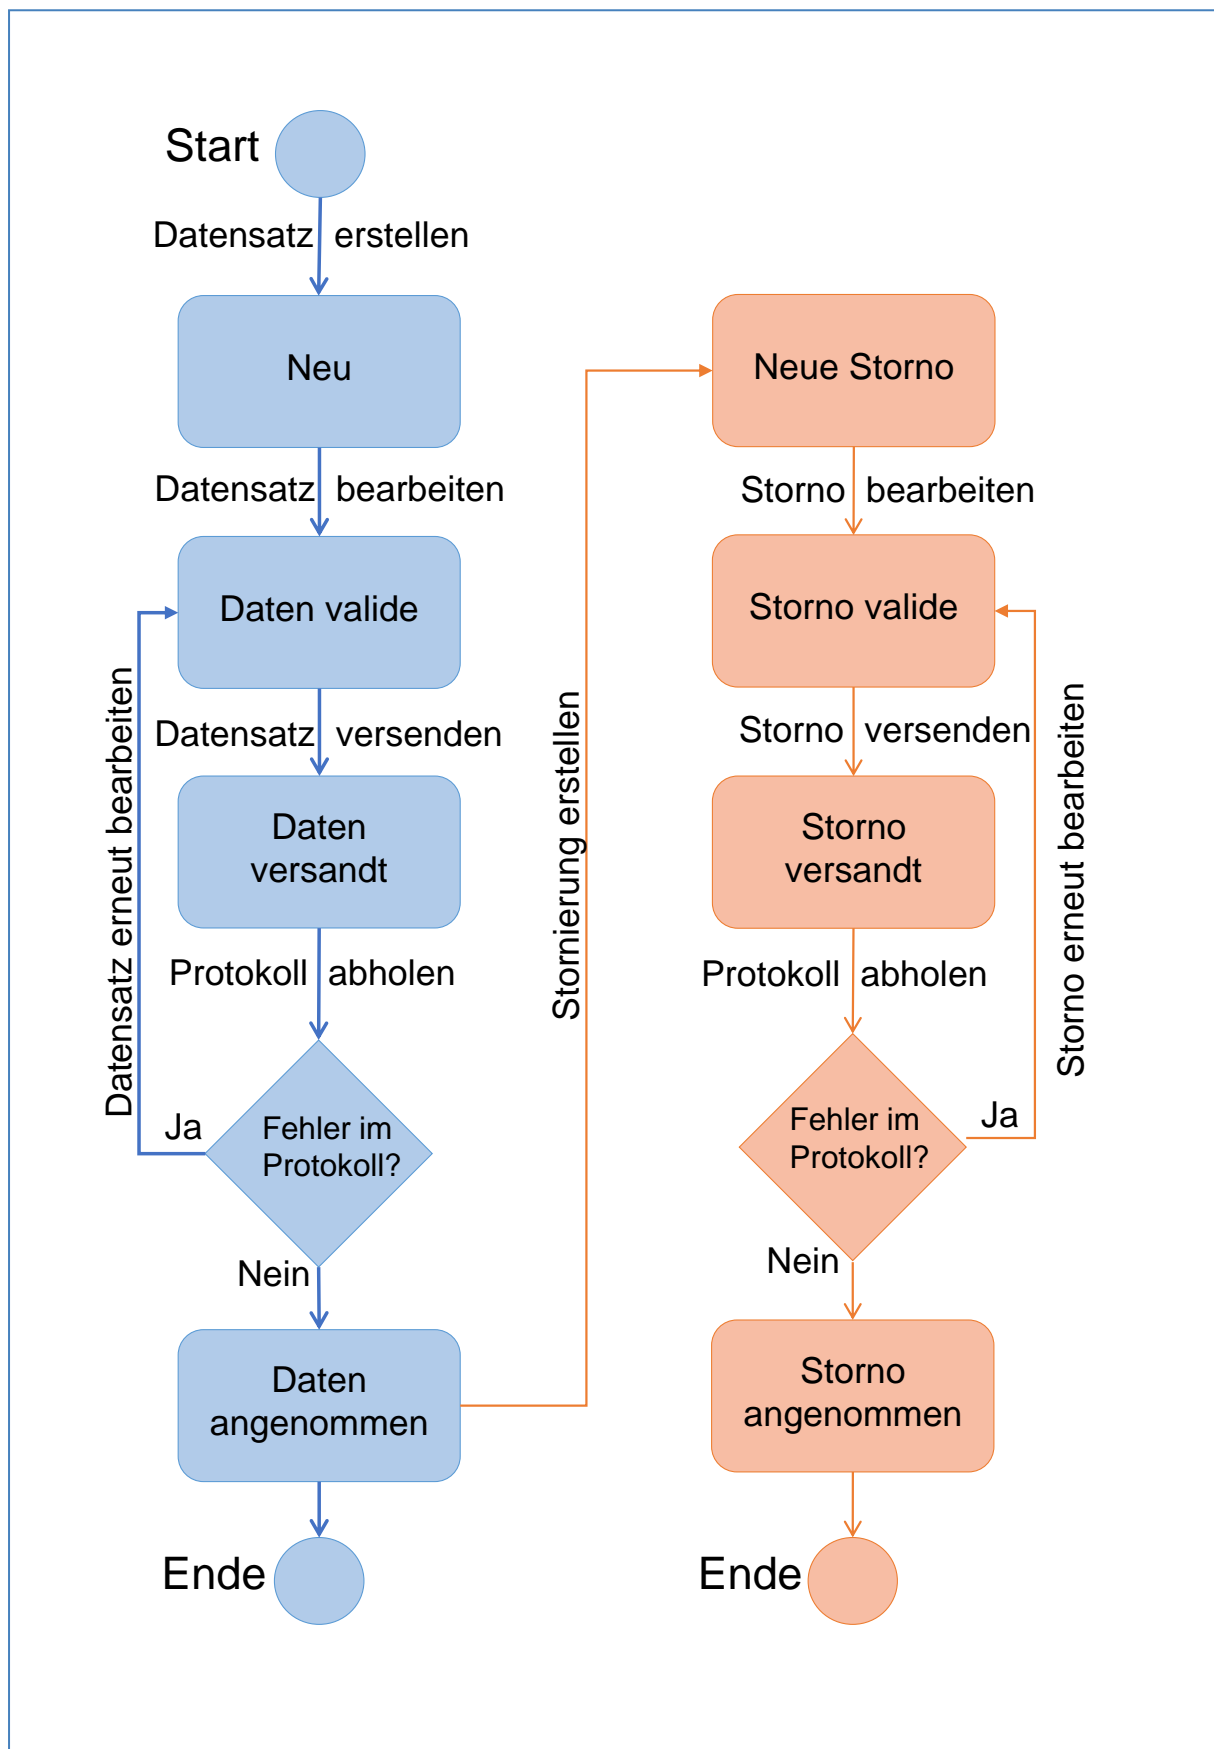 Start
Datensatz erstellen
Neu
Datensatz bearbeiten
Daten valide
Datensatz versenden
Daten
versandt
Protokoll abholen
Fehler im
Protokoll?
Ja
Datensatz erneut bearbeiten
Nein
Daten
angenommen
Ende
Stornierung erstellen
Neue Storno
Storno bearbeiten
Storno valide
Storno versenden
Storno
versandt
Protokoll abholen
Fehler im
Protokoll?
Ja
Storno erneut bearbeiten
Nein
Storno
angenommen
Ende